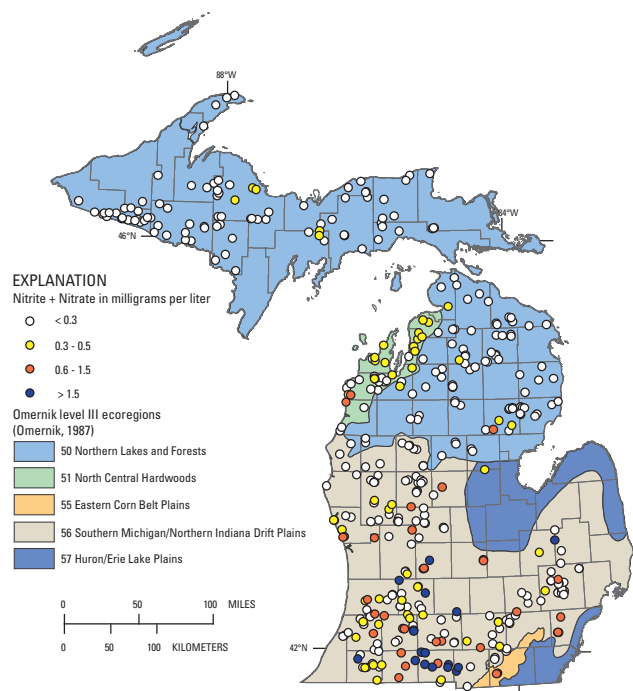 88°W
84°W
46°N
EXPLANATION
Nitrite + Nitrate in milligrams per liter
< 0.3
0.3 - 0.5
0.6 - 1.5
> 1.5
Omernik level III ecoregions
(Omernik, 1987)
50 Northern Lakes and Forests
51 North Central Hardwoods
55 Eastern Corn Belt Plains
56 Southern Michigan/Northern Indiana Drift Plains
57 Huron/Erie Lake Plains
0 50 100 MILES
0 50 100 KILOMETERS
42°N